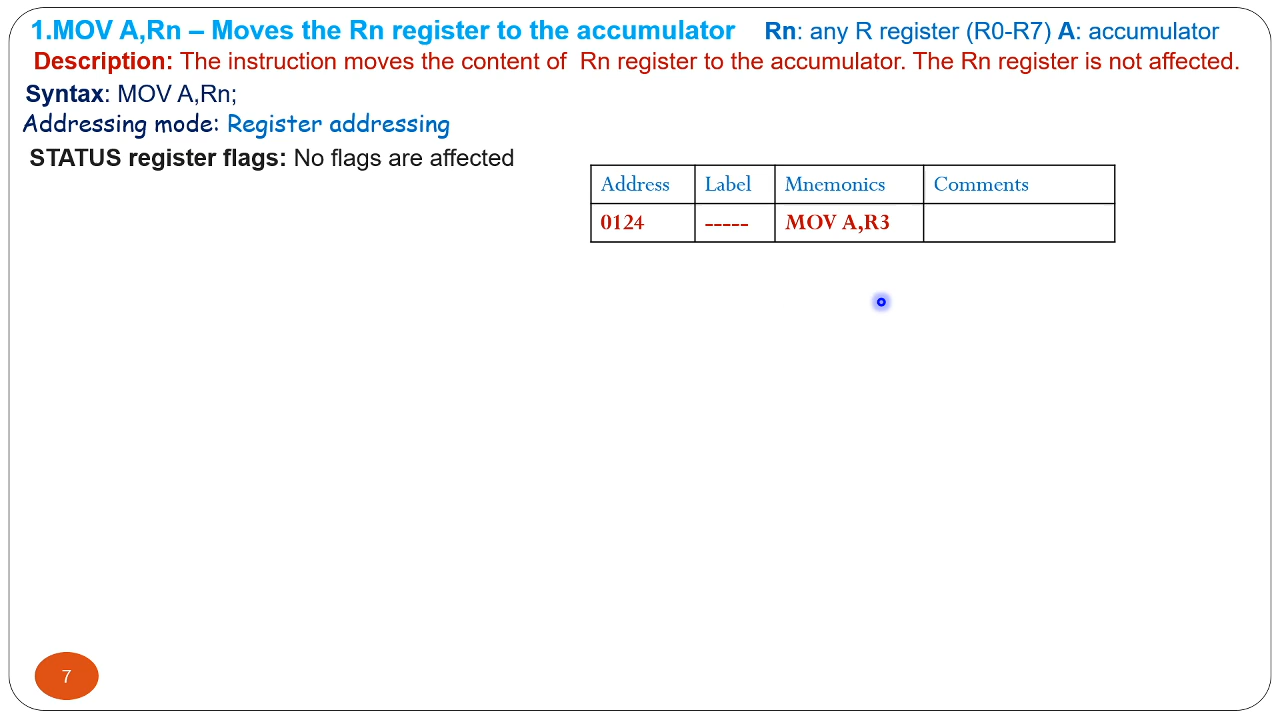 1.MOV A,Rn – Moves the Rn register to the accumulator Rn: any R register (R0-R7) A: accumulator
Description: The instruction moves the content of Rn register to the accumulator. The Rn register is not affected.
Syntax: MOV A,Rn;
Addressing mode: Register addressing
STATUS register flags: No flags are affected
Address Label Mnemonics Comments
0124 ----- MOV A,R3
7